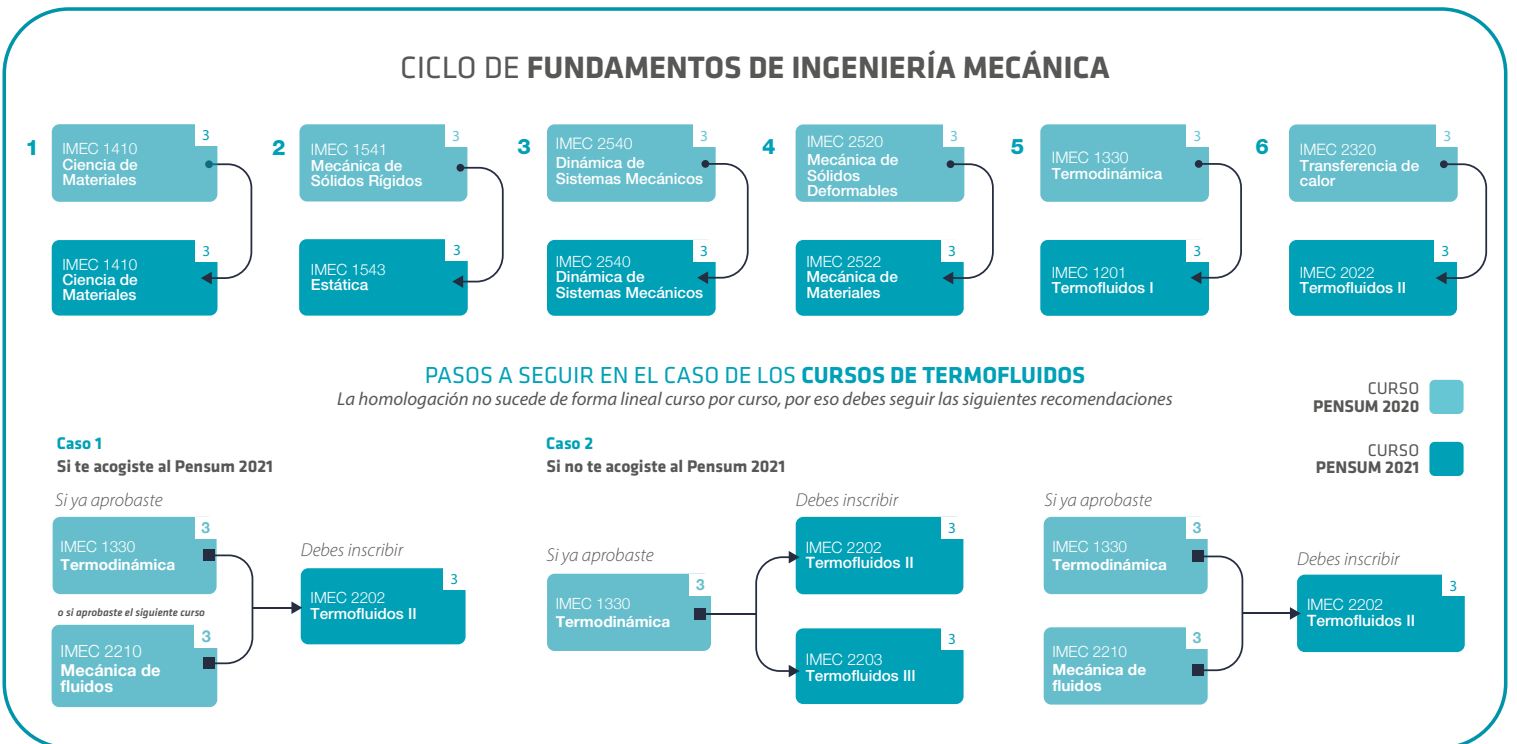 CICLO DE FUNDAMENTOS DE INGENIERÍA MECÁNICA
1
3
IMEC 1410
Ciencia de
Materiales
3
IMEC 1410
Ciencia de
Materiales
2
3
IMEC 1541
Mecánica de
Sólidos Rígidos
3
IMEC 1543
Estática
3
3
IMEC 2540
Dinámica de
Sistemas Mecánicos
3
IMEC 2540
Dinámica de
Sistemas Mecánicos
4
3
IMEC 2520
Mecánica de
Sólidos
Deformables
3
IMEC 2522
Mecánica de
Materiales
5
3
IMEC 1330
Termodinámica
3
IMEC 1201
Termofluidos I
6
3
IMEC 2320
Transferencia de
calor
3
IMEC 2022
Termofluidos II
PASOS A SEGUIR EN EL CASO DE LOS CURSOS DE TERMOFLUIDOS
La homologación no sucede de forma lineal curso por curso, por eso debes seguir las siguientes recomendaciones
CURSO
PENSUM 2020
CURSO
PENSUM 2021
Caso 1
Si te acogiste al Pensum 2021
Si ya aprobaste
3
IMEC 1330
Termodinámica
o si aprobaste el siguiente curso
3
IMEC 2210
Mecánica de
fluidos
Debes inscribir
3
IMEC 2202
Termofluidos II
Caso 2
Si no te acogiste al Pensum 2021
Si ya aprobaste
3
IMEC 1330
Termodinámica
Debes inscribir
3
IMEC 2202
Termofluidos II
3
IMEC 2203
Termofluidos III
Si ya aprobaste
3
IMEC 1330
Termodinámica
3
IMEC 2210
Mecánica de
fluidos
Debes inscribir
3
IMEC 2202
Termofluidos II